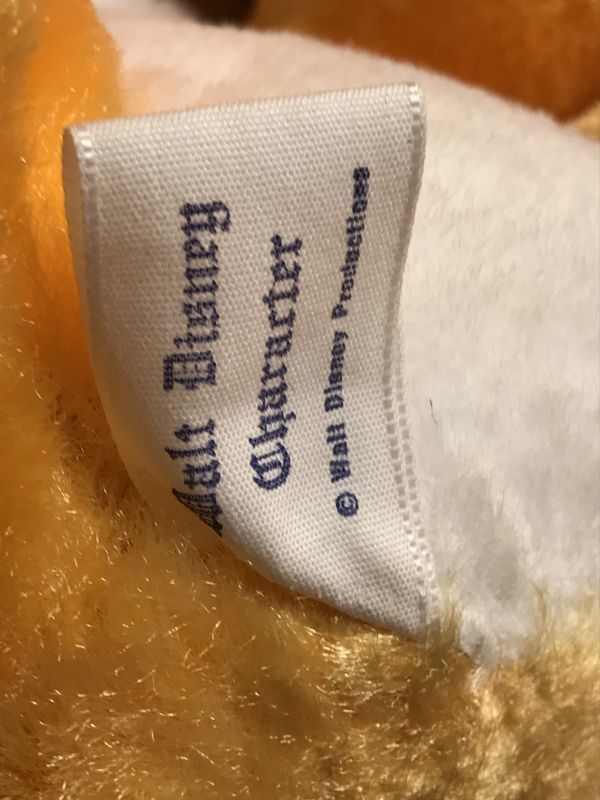 Walt Disney
Character
© Walt Disney Productions